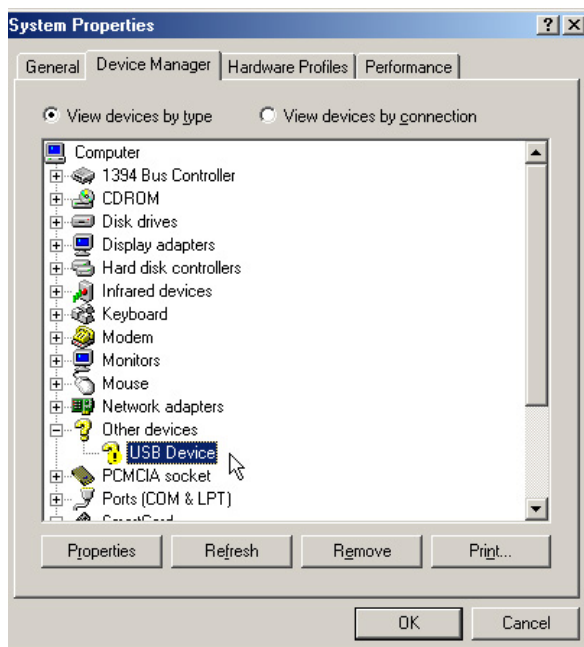 System Properties
General Device Manager Hardware Profiles Performance
View devices by type View devices by connection
Computer
1394 Bus Controller
CDROM
Disk drives
Display adapters
Hard disk controllers
Infrared devices
Keyboard
Modem
Monitors
Mouse
Network adapters
Other devices
USB Device
PCMCIA socket
Ports (COM & LPT)
SmartCard
Properties Refresh Remove Print...
OK Cancel